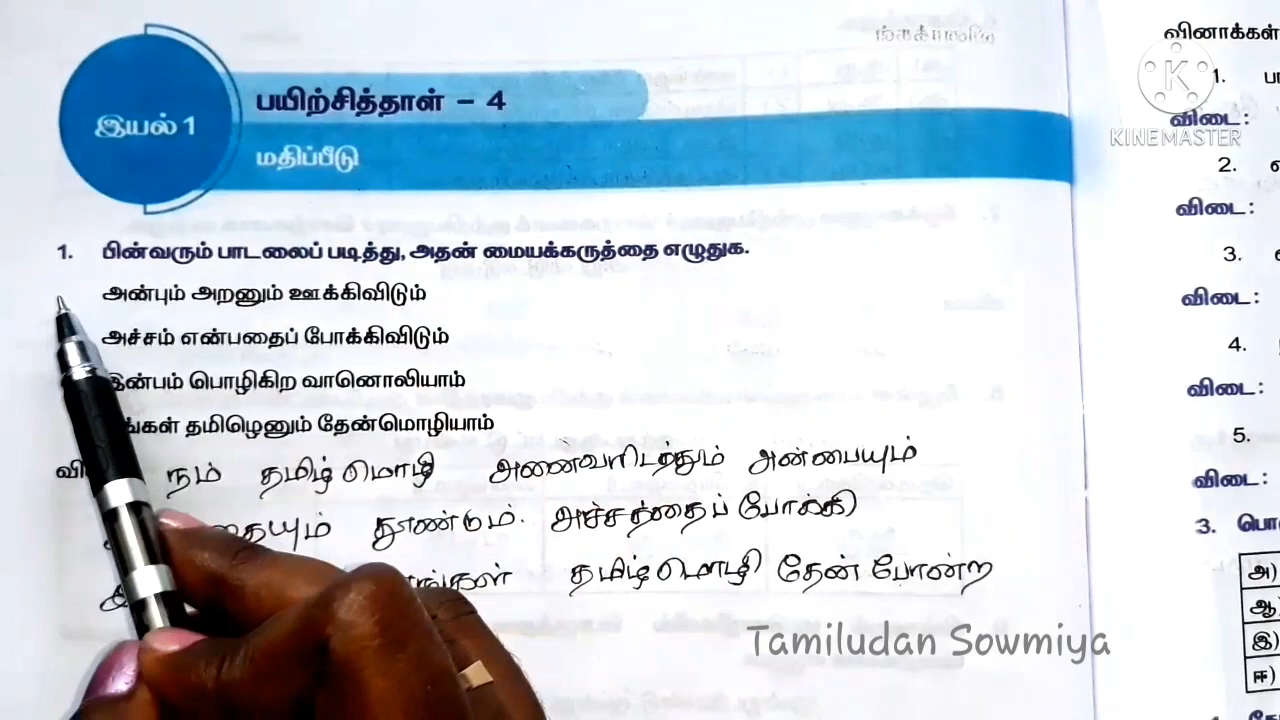 இயல் 1
பயிற்சித்தாள் – 4
மதிப்பீடு
1. பின்வரும் பாடலைப் படித்து, அதன் மையக்கருத்தை எழுதுக.
அன்பும் அறனும் ஊக்கிவிடும்
அச்சம் என்பதைப் போக்கிவிடும்
இன்பம் பொழிகிற வானொலியாம்
தமிழெனும் தேன்மொழியாம்
நம் தமிழ் மொழி அனைவரிடத்தும் அன்பையும்
தூண்டும். அச்சத்தைப் போக்கி
தமிழ்மொழி தேன் போன்ற
Tamiludan Sowmiya
வினாக்கள்
1.
விடை:
2.
விடை:
3.
விடை:
4.
விடை:
5.
விடை:
3. பொ
அ)
ஆ)
இ)
ஈ)
K
KINEMASTER